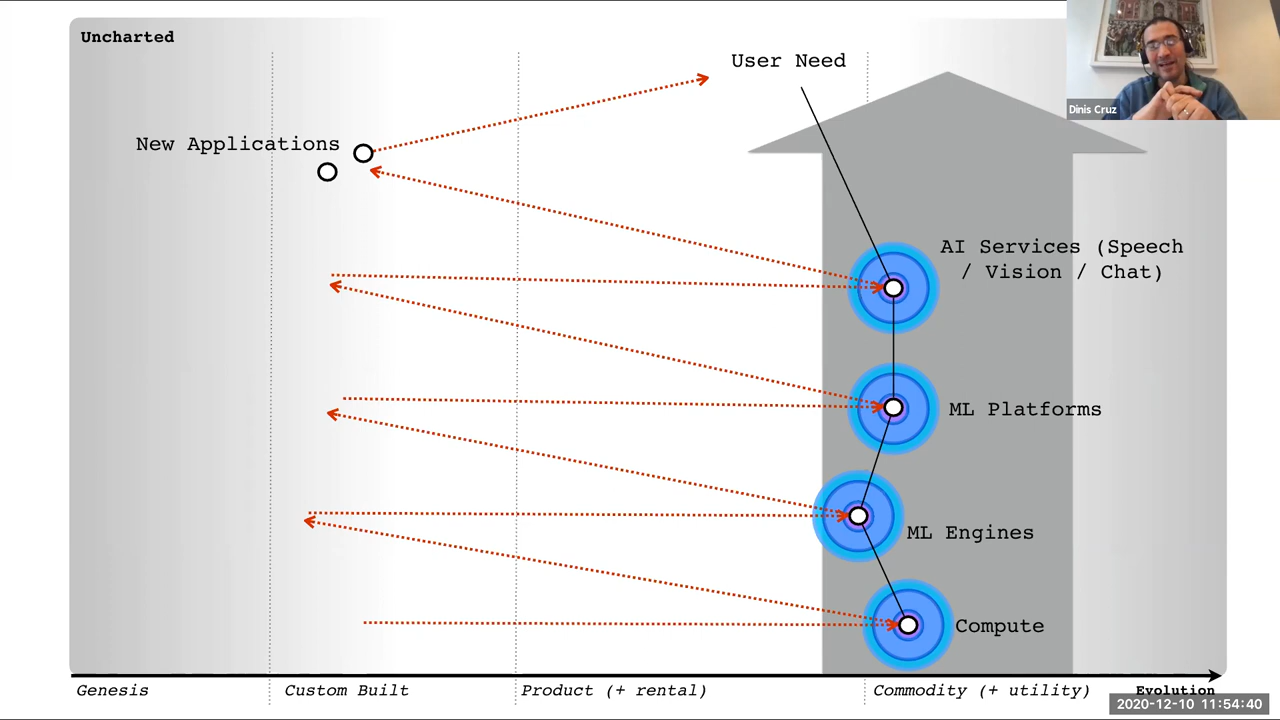 Uncharted
User Need
New Applications
Dinis Cruz
AI Services (Speech
/ Vision / Chat)
ML Platforms
ML Engines
Compute
Genesis
Custom Built
Product (+ rental)
Commodity (+ utility)
Evolution
2020-12-10 11:54:40